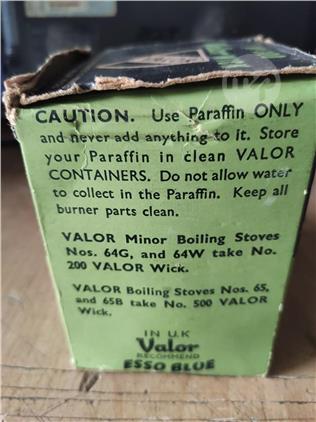 CAUTION. Use Paraffin ONLY
and never add anything to it. Store
your Paraffin in clean VALOR
CONTAINERS. Do not allow water
to collect in the Paraffin. Keep all
burner parts clean.
VALOR Minor Boiling Stoves
Nos. 64G, and 64W take No.
200 VALOR Wick.
VALOR Boiling Stoves Nos. 65,
and 65B take No. 500 VALOR
Wick.
IN U.K
Valor
RECOMMEND
ESSO BLUE